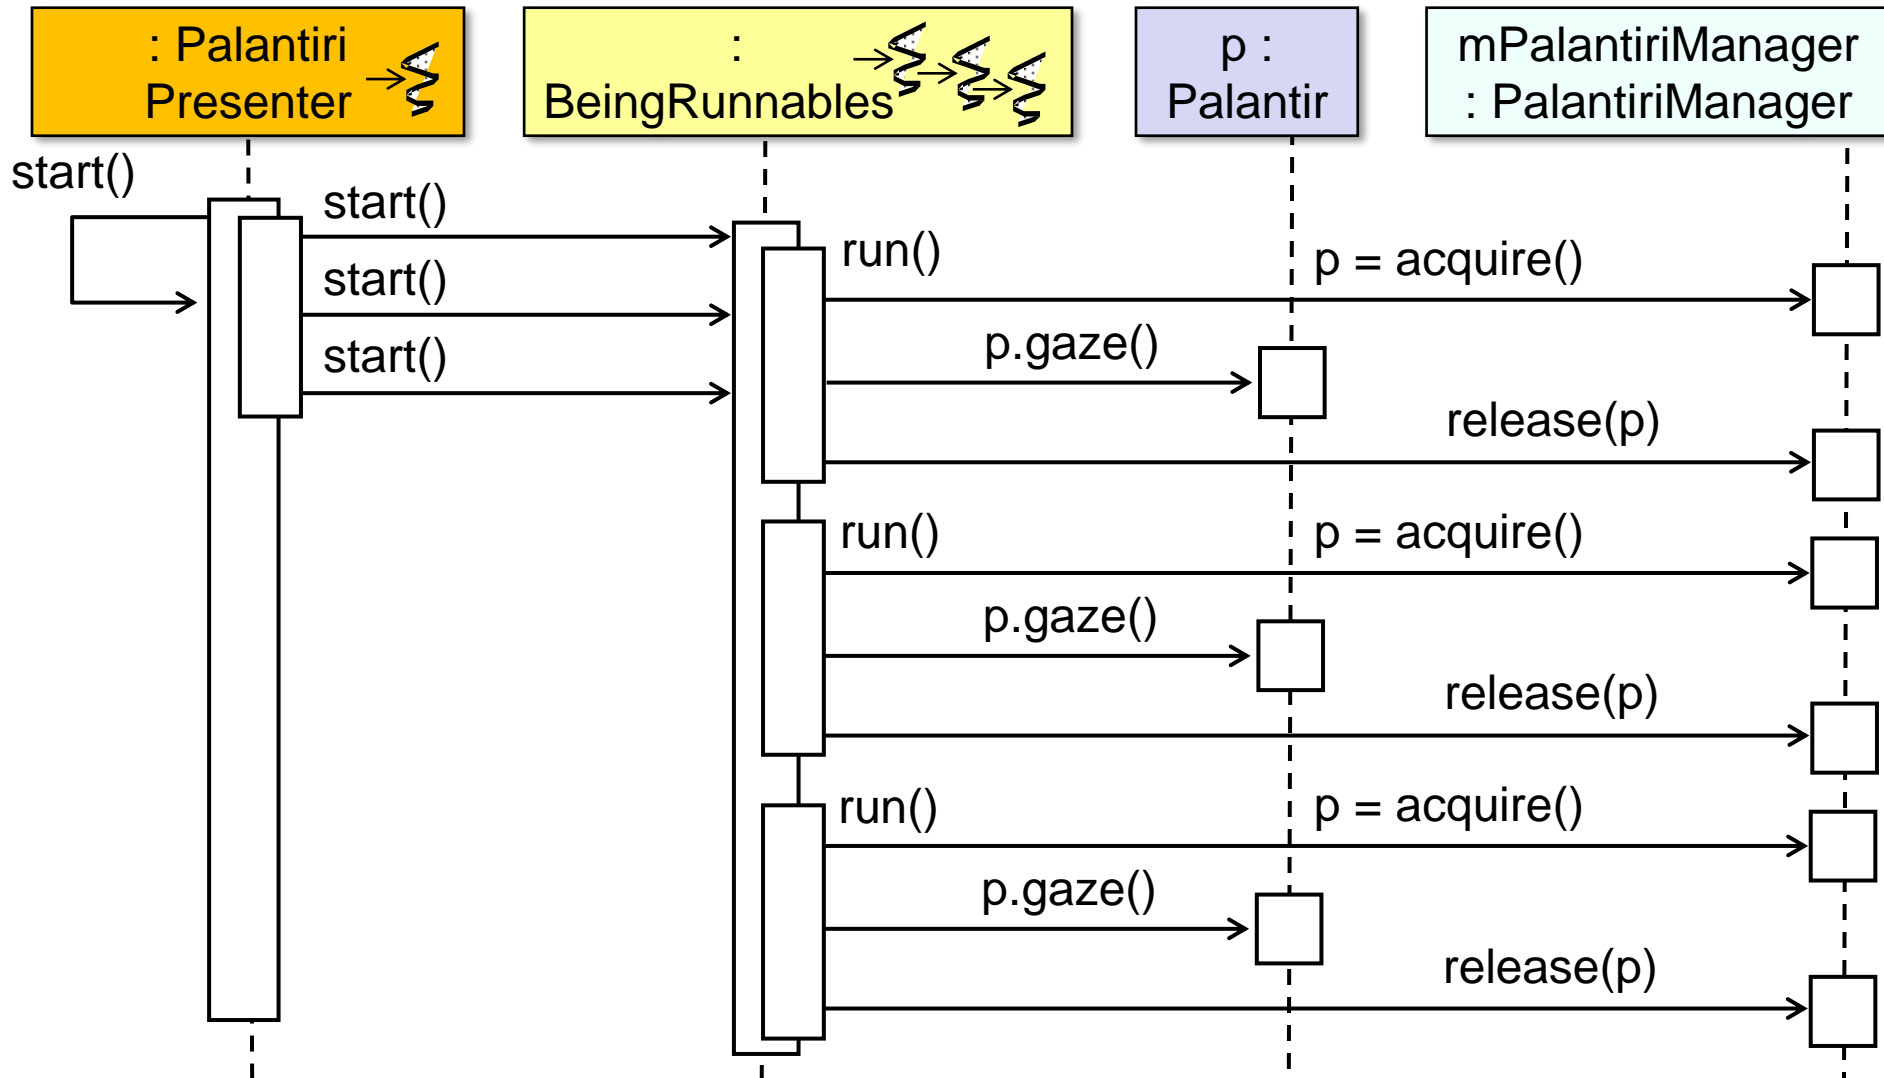 : Palantiri
Presenter
:
BeingRunnables
p :
Palantir
mPalantiriManager
: PalantiriManager
start()
start()
run()
p = acquire()
start()
p.gaze()
start()
release(p)
run()
p = acquire()
p.gaze()
release(p)
run()
p = acquire()
p.gaze()
release(p)